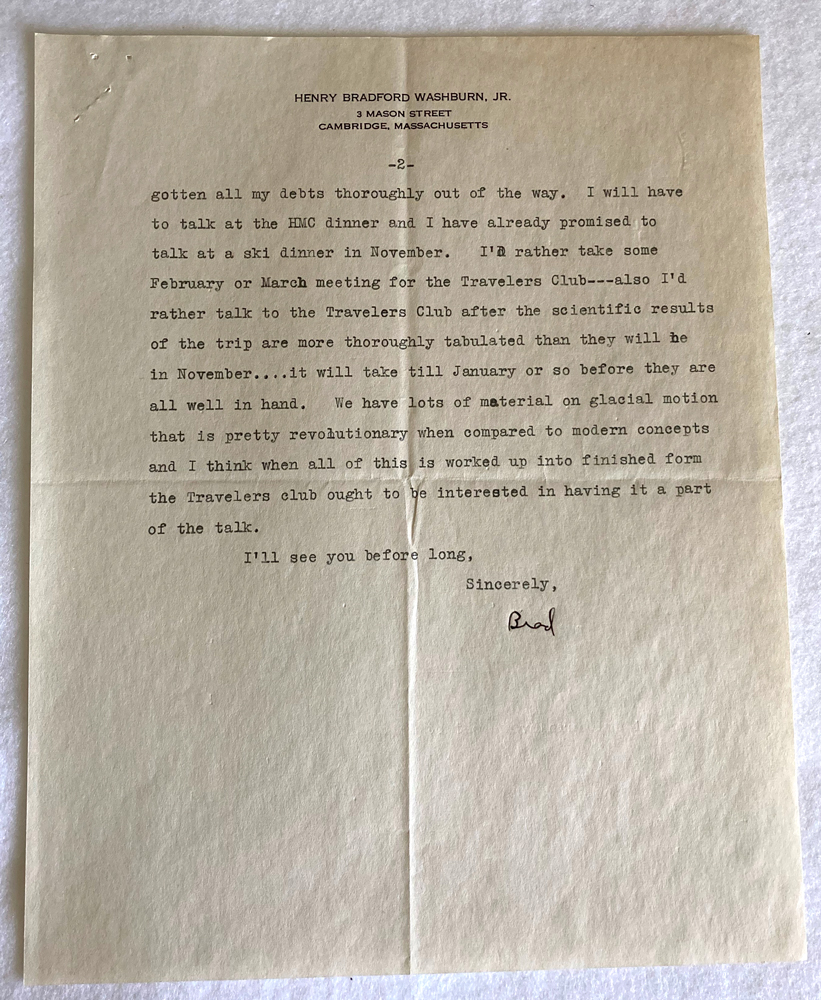 HENRY BRADFORD WASHBURN, JR.
3 MASON STREET
CAMBRIDGE, MASSACHUSETTS
-2-
gotten all my debts thoroughly out of the way. I will have
to talk at the HMC dinner and I have already promised to
talk at a ski dinner in November. I'd rather take some
February or March meeting for the Travelers Club---also I'd
rather talk to the Travelers Club after the scientific results
of the trip are more thoroughly tabulated than they will be
in November....it will take till January or so before they are
all well in hand. We have lots of material on glacial motion
that is pretty revolutionary when compared to modern concepts
and I think when all of this is worked up into finished form
the Travelers club ought to be interested in having it a part
of the talk.
I'll see you before long,
Sincerely,
Brad